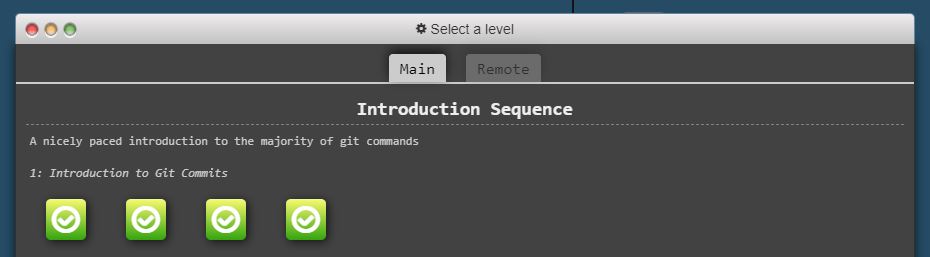 Select a level
Main
Remote
Introduction Sequence
A nicely paced introduction to the majority of git commands
1: Introduction to Git Commits